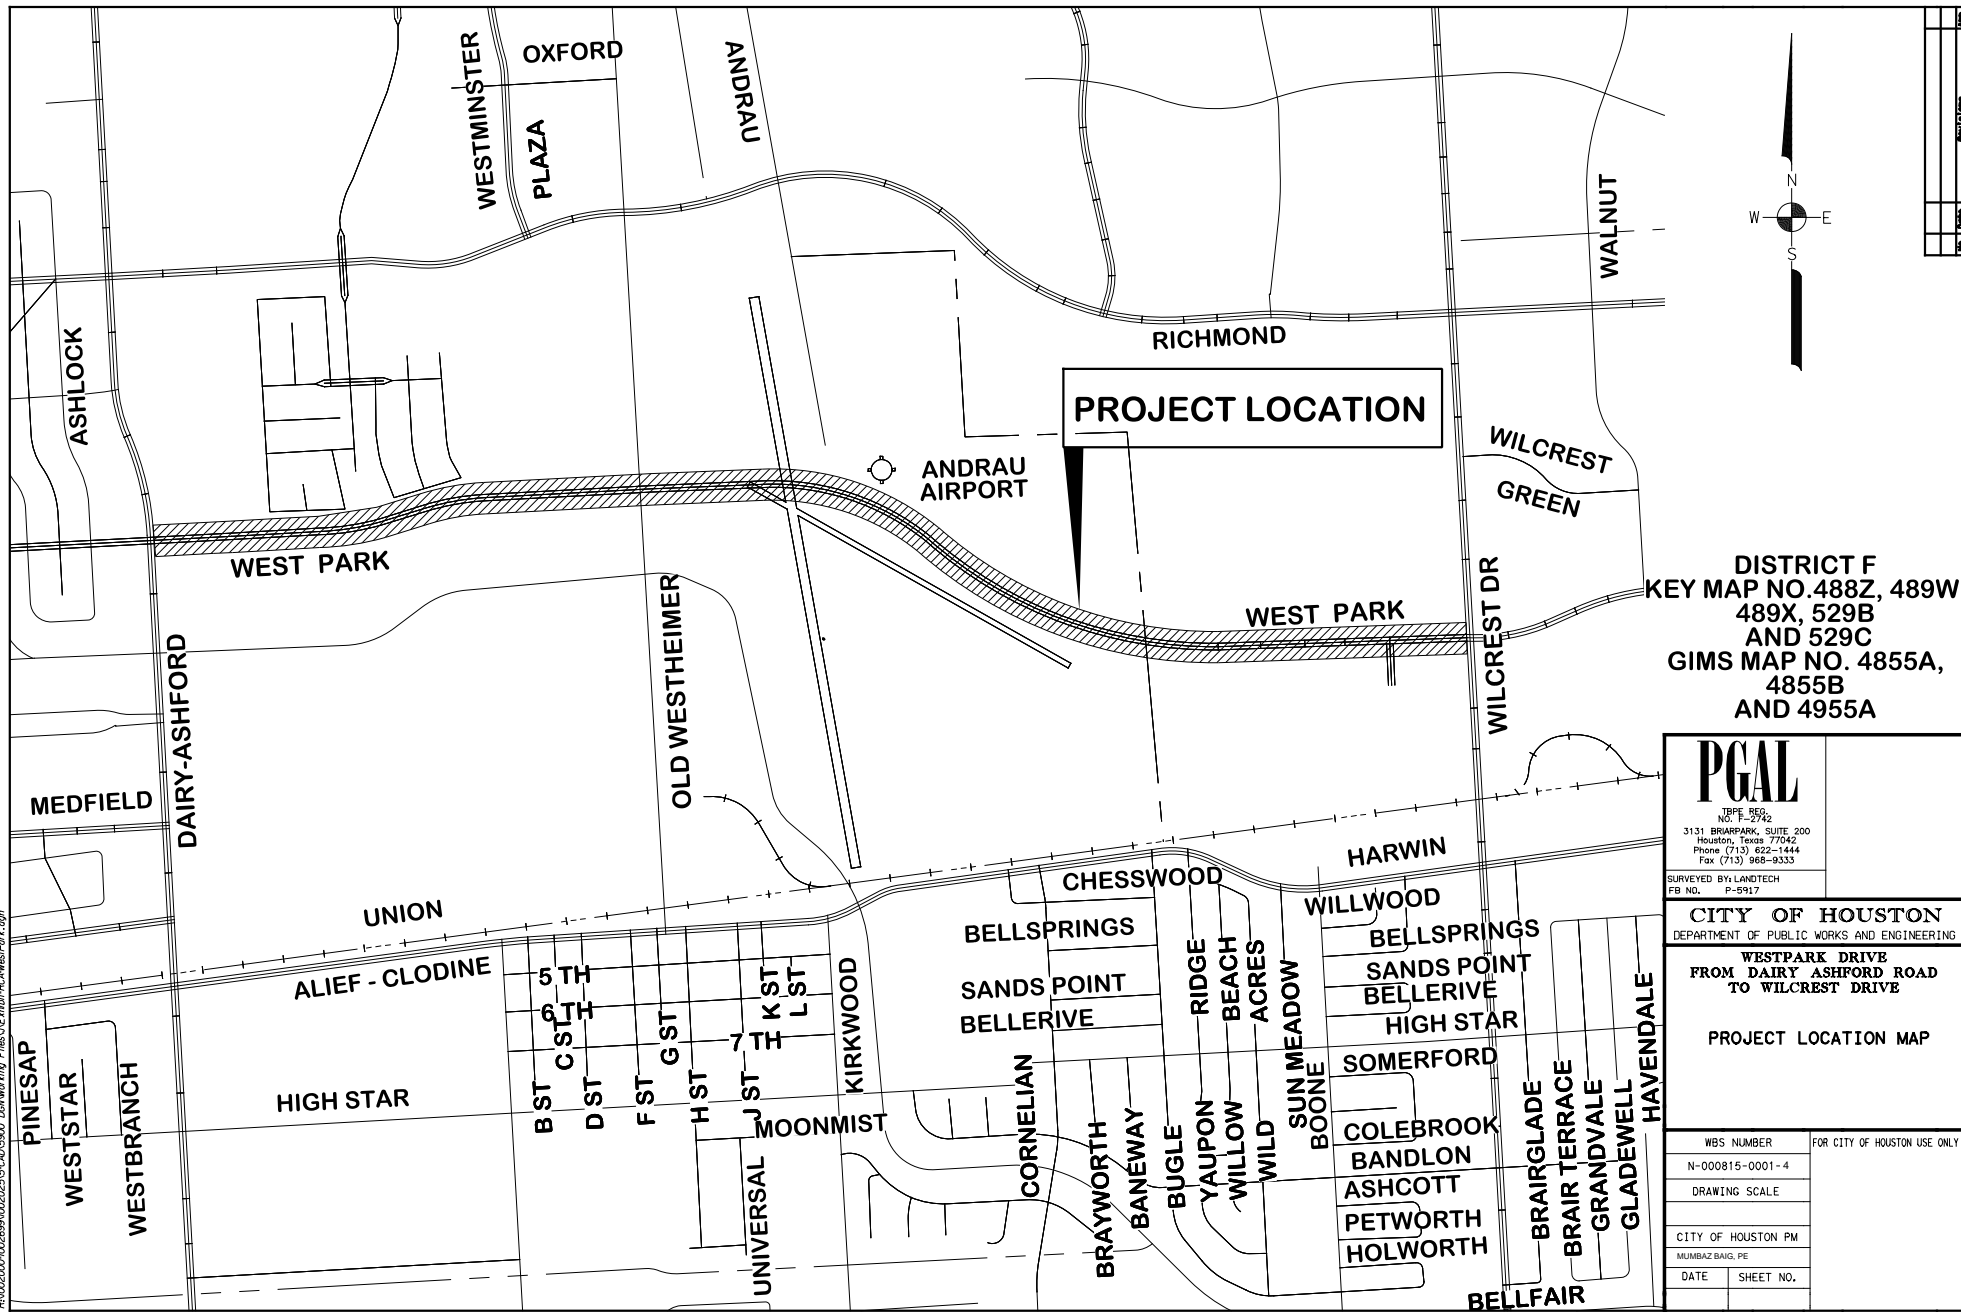 OXFORD
WESTMINSTER
PLAZA
ANDRAU
WALNUT
N
W E
S
ASHLOCK
RICHMOND
PROJECT LOCATION
WILCREST
GREEN
ANDRAU
AIRPORT
WEST PARK
WEST PARK
WILCREST DR
OLD WESTHEIMER
DAIRY-ASHFORD
MEDFIELD
DISTRICT F
KEY MAP NO.488Z, 489W
489X, 529B
AND 529C
GIMS MAP NO. 4855A,
4855B
AND 4955A
UNION
ALIEF - CLODINE
HARWIN
CHESSWOOD
WILLWOOD
BELLSPRINGS
SANDS POINT
BELLERIVE
BELLSPRINGS
SANDS POINT
BELLERIVE
HIGH STAR
SOMERFORD
COLEBROOK
BANDLON
ASHCOTT
PETWORTH
HOLWORTH
BELLFAIR
5 TH
6 TH
7 TH
B ST
C ST
D ST
F ST
G ST
H ST
J ST
K ST
L ST
KIRKWOOD
HIGH STAR
MOONMIST
UNIVERSAL
PINESAP
WESTSTAR
WESTBRANCH
CORNELIAN
BRAYWORTH
BANEWAY
BUGLE
YAUPON RIDGE
WILLOW BEACH
WILD ACRES
SUN MEADOW
BOONE
BRAIRGLADE
BRAIR TERRACE
GRANDVALE
GLADEWELL
HAVENDALE
PGAL
TBPE REG.
NO. F-2742
3131 BRIARPARK, SUITE 200
Houston, Texas 77042
Phone (713) 622-1444
Fax (713) 968-9333
SURVEYED BY: LANDTECH
FB NO. P-5917
CITY OF HOUSTON
DEPARTMENT OF PUBLIC WORKS AND ENGINEERING
WESTPARK DRIVE
FROM DAIRY ASHFORD ROAD
TO WILCREST DRIVE
PROJECT LOCATION MAP
WBS NUMBER
FOR CITY OF HOUSTON USE ONLY
N-000815-0001-4
DRAWING SCALE
CITY OF HOUSTON PM
MUMBAZ BAIG, PE
DATE SHEET NO.